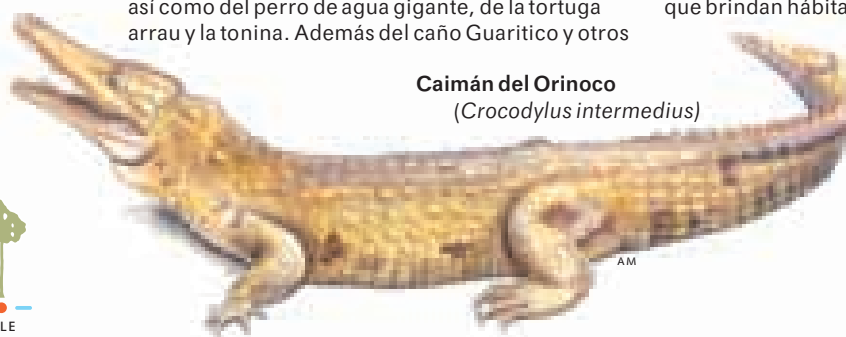 así como del perro de agua gigante, de la tortuga
arrau y la tonina. Además del caño Guaritico y otros
que brindan
Caimán del Orinoco
(Crocodylus intermedius)
AM
LE